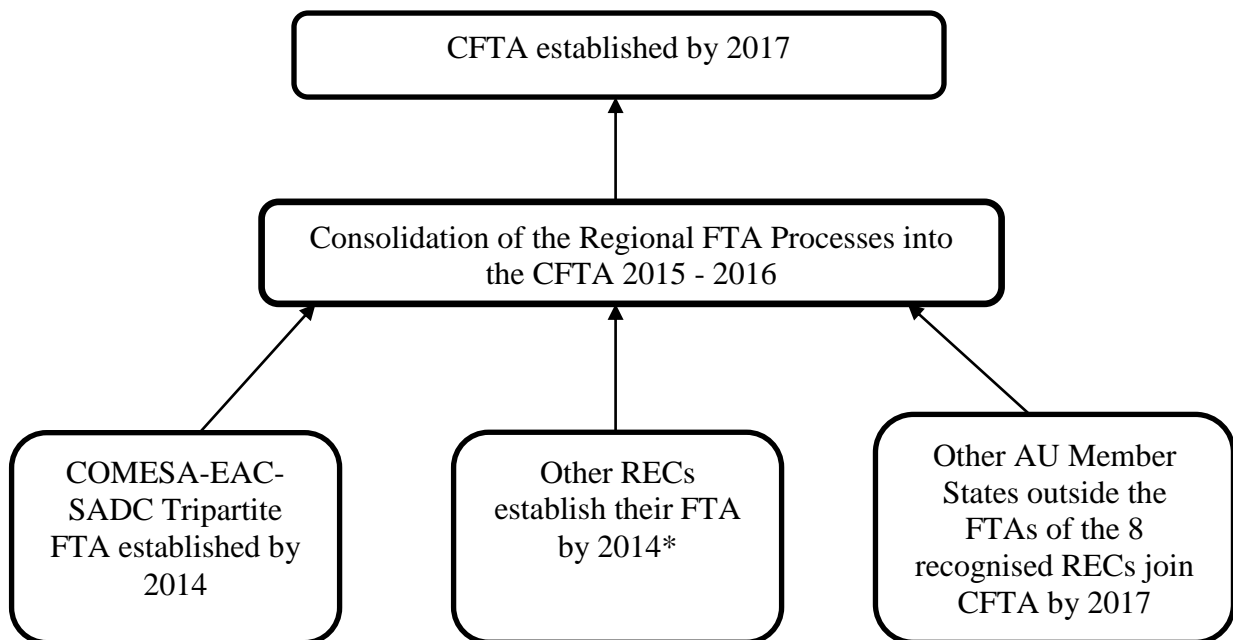 CFTA established by 2017
Consolidation of the Regional FTA Processes into
the CFTA 2015 - 2016
COMESA-EAC-
SADC Tripartite
FTA established by
2014
Other RECs
establish their FTA
by 2014*
Other AU Member
States outside the
FTAs of the 8
recognised RECs join
CFTA by 2017